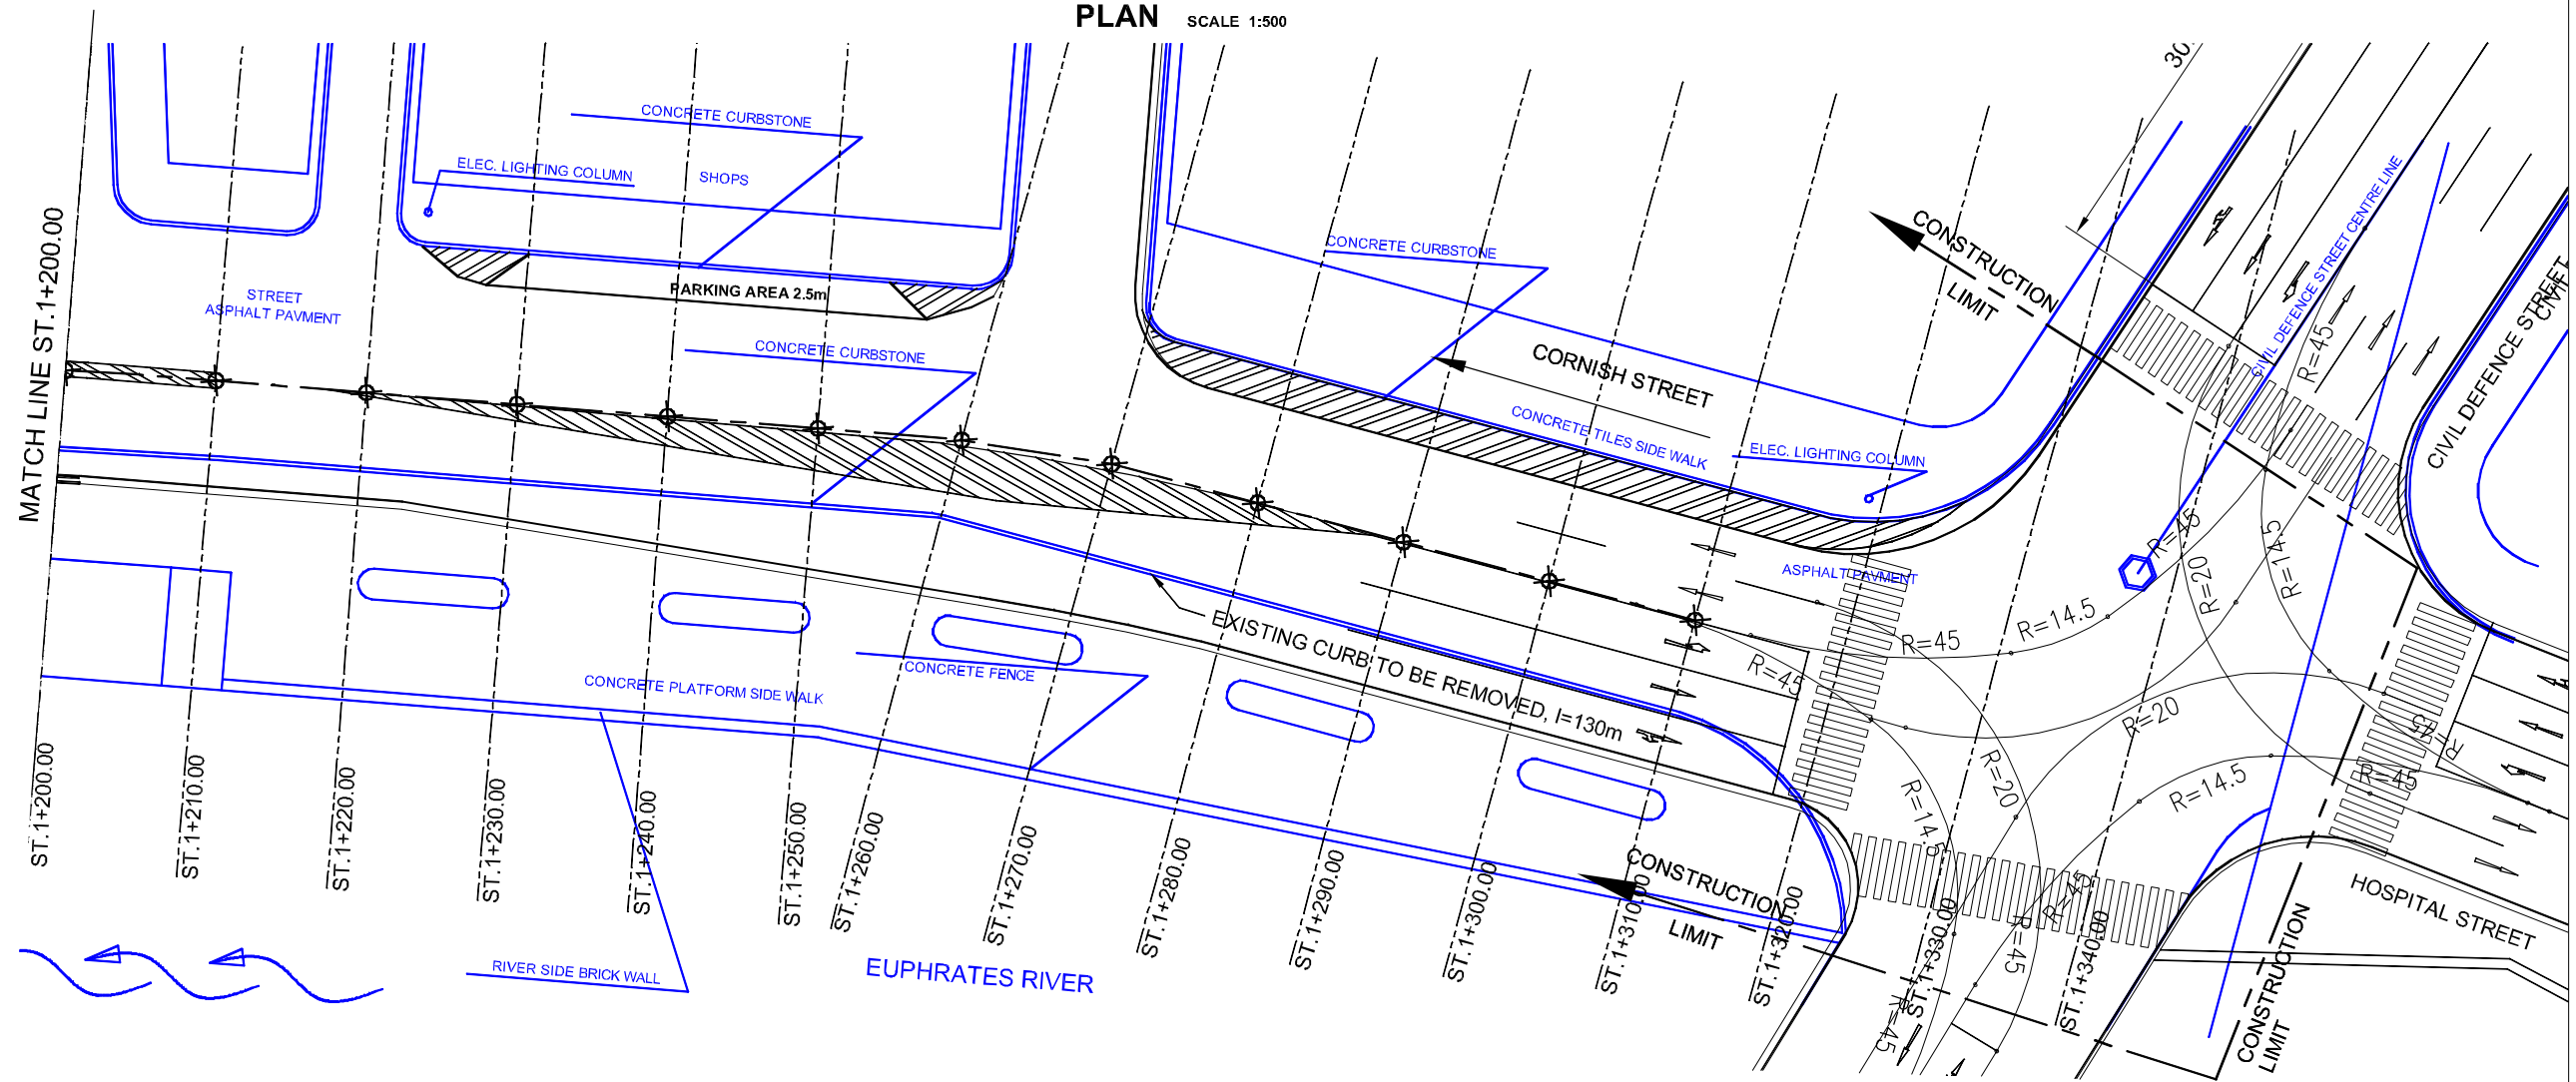 PLAN SCALE 1:500
CONCRETE CURBSTONE
ELEC. LIGHTING COLUMN
SHOPS
MATCH LINE ST.1+200.00
STREET
ASPHALT PAVMENT
PARKING AREA 2.5m
CONCRETE CURBSTONE
CONCRETE CURBSTONE
CORNISH STREET
CONCRETE TILES SIDE WALK
ELEC. LIGHTING COLUMN
ASPHALT PAVMENT
CONSTRUCTION
LIMIT
CIVIL DEFENCE STREET CENTRE LINE
CIVIL DEFENCE STREET
R=45
R=45
R=20
R=14.5
R=14.5
R=45
R=45
R=20
R=45
R=45
R=14.5
R=20
R=14.5
R=45
R=45
R=45
EXISTING CURB TO BE REMOVED, l=130m
CONCRETE FENCE
CONCRETE PLATFORM SIDE WALK
ST.1+200.00
ST.1+210.00
ST.1+220.00
ST.1+230.00
ST.1+240.00
ST.1+250.00
ST.1+260.00
ST.1+270.00
ST.1+280.00
ST.1+290.00
ST.1+300.00
ST.1+310.00
ST.1+320.00
ST.1+330.00
ST.1+340.00
CONSTRUCTION
LIMIT
HOSPITAL STREET
CONSTRUCTION
LIMIT
RIVER SIDE BRICK WALL
EUPHRATES RIVER